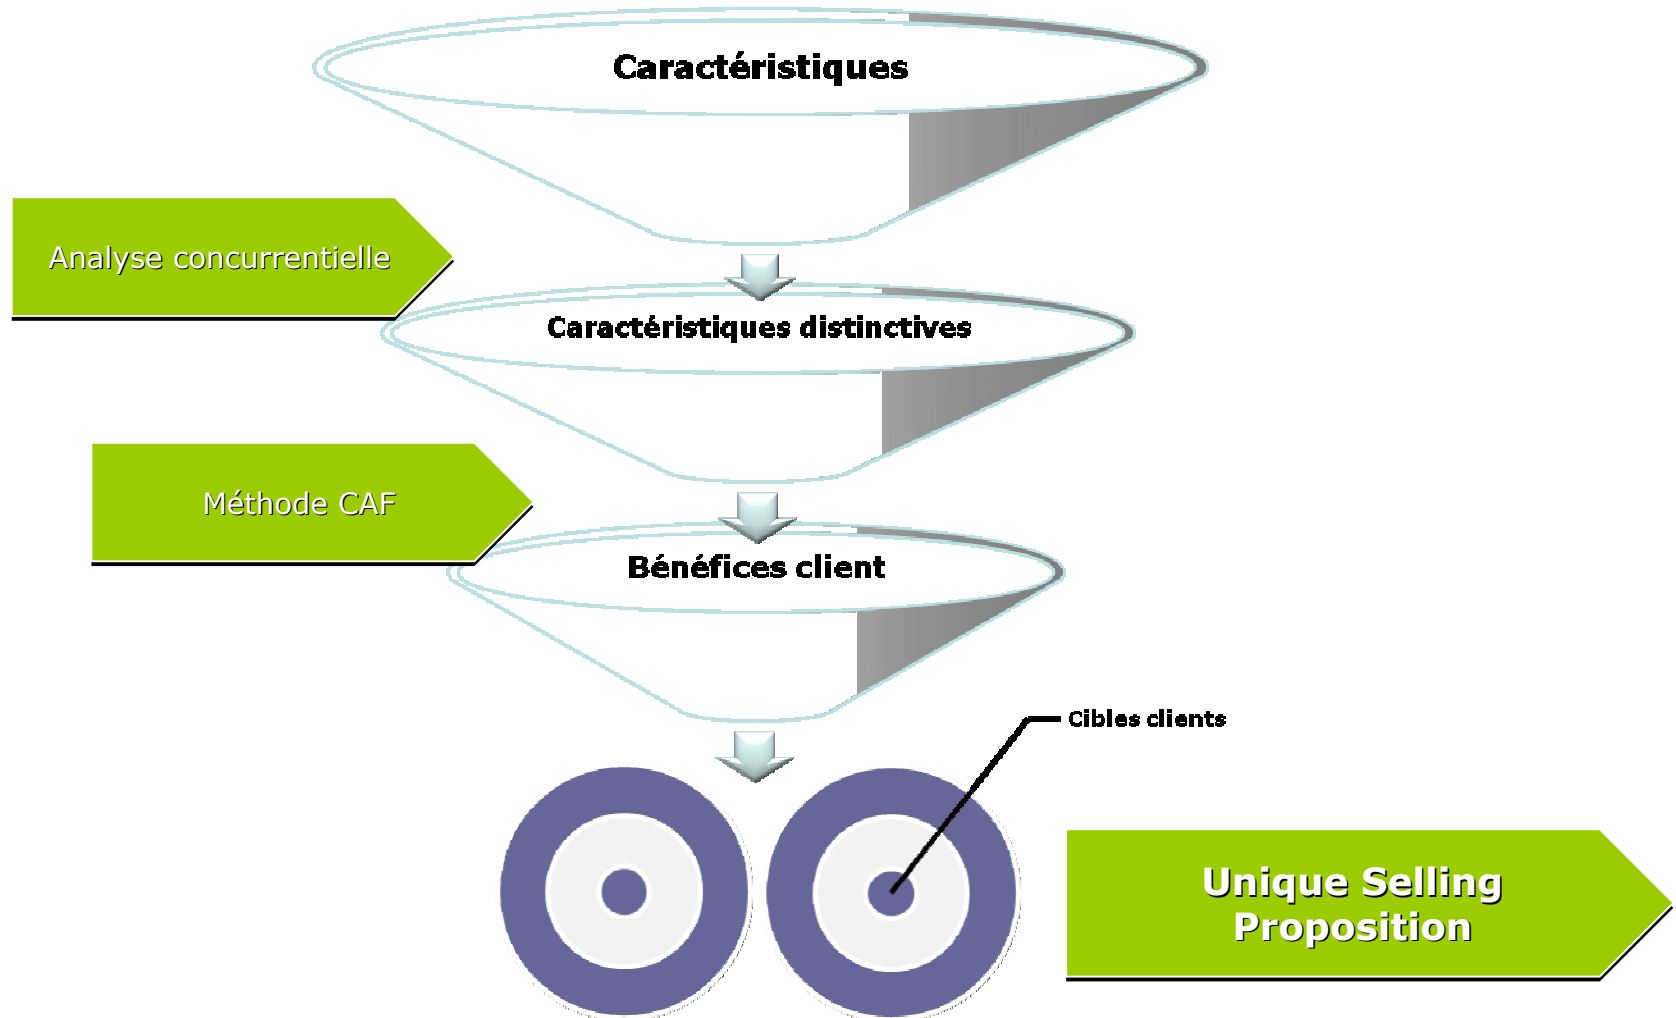 Caractéristiques
Analyse concurrentielle
Caractéristiques distinctives
Méthode CAF
Bénéfices client
Cibles clients
Unique Selling
Proposition